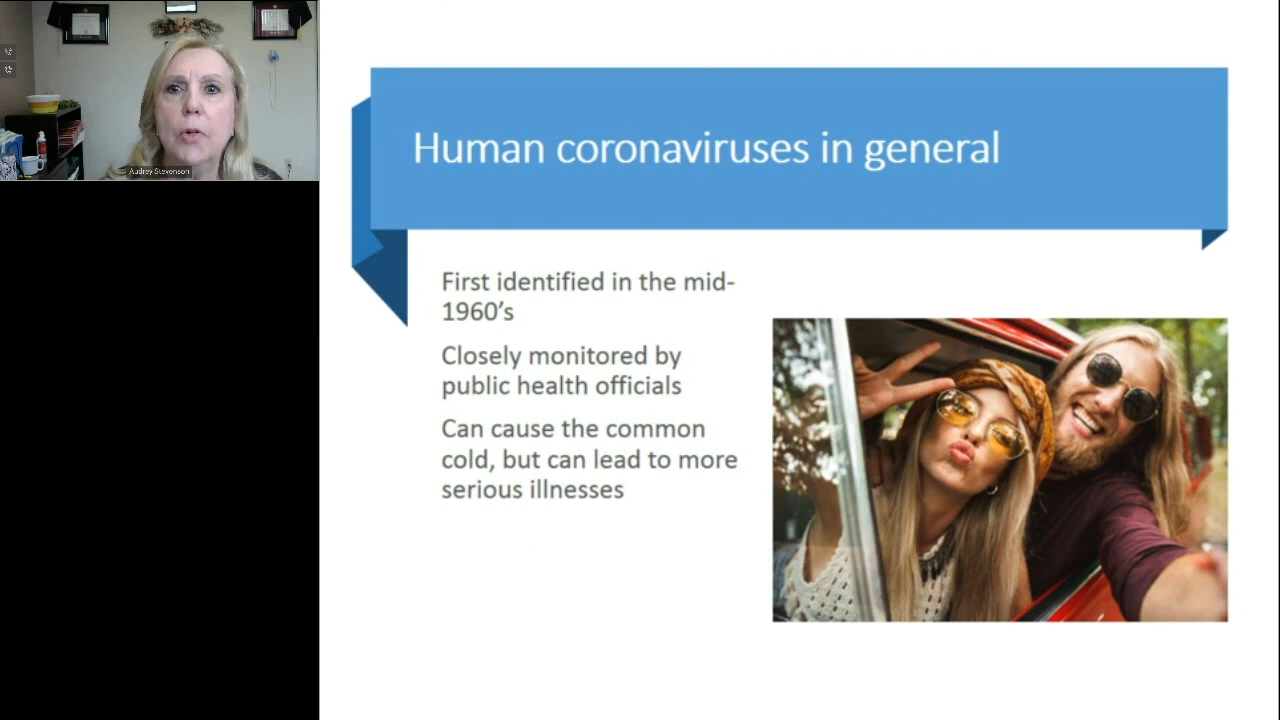 Audrey Stevenson
Human coronaviruses in general
First identified in the mid-
1960's
Closely monitored by
public health officials
Can cause the common
cold, but can lead to more
serious illnesses